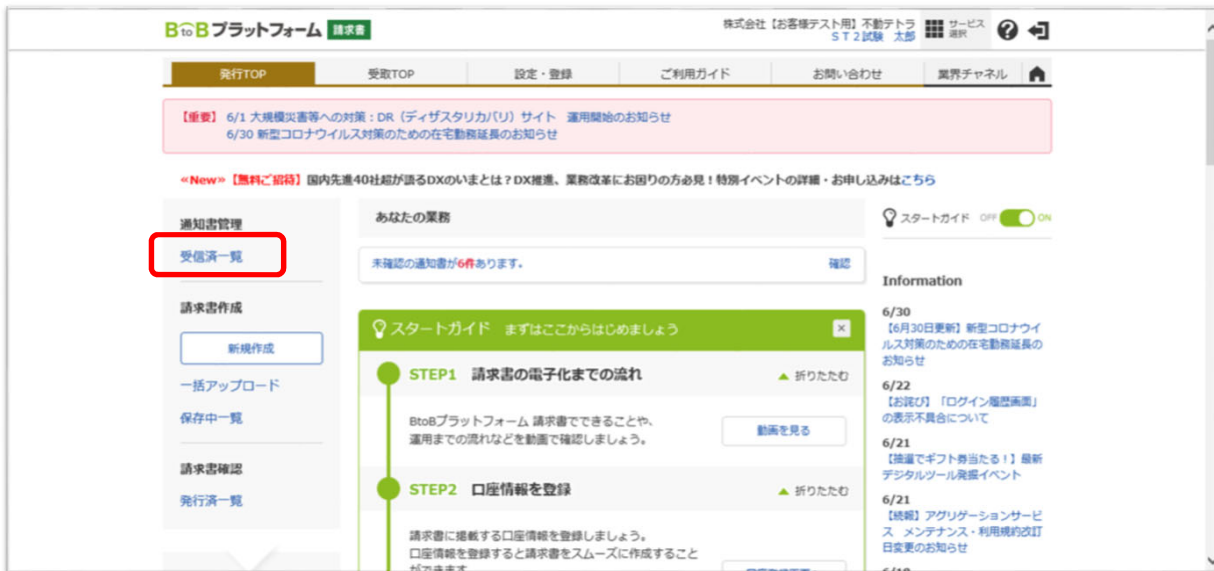 BtoBプラットフォーム 請求書
株式会社【お客様テスト用】不動テトラ
ST2試験 太郎
サービス
選択
発行TOP 受取TOP 設定・登録 ご利用ガイド お問い合わせ 業界チャネル
【重要】 6/1 大規模災害等への対策：DR（ディザスタリカバリ）サイト 運用開始のお知らせ
6/30 新型コロナウイルス対策のための在宅勤務延長のお知らせ
≪New≫【無料ご招待】国内先進40社超が語るDXのいまとは？DX推進、業務改革にお困りの方必見！特別イベントの詳細・お申し込みはこちら
通知書管理
受信済一覧
請求書作成
新規作成
一括アップロード
保存中一覧
請求書確認
発行済一覧
あなたの業務
未確認の通知書が6件あります。 確認
スタートガイド まずはここからはじめましょう
STEP1 請求書の電子化までの流れ 折りたたむ
BtoBプラットフォーム 請求書でできることや、
運用までの流れなどを動画で確認しましょう。
動画を見る
STEP2 口座情報を登録 折りたたむ
請求書に掲載する口座情報を登録しましょう。
口座情報を登録すると請求書をスムーズに作成すること
ができます
スタートガイド OFF ON
Information
6/30
【6月30日更新】新型コロナウイ
ルス対策のための在宅勤務延長の
お知らせ
6/22
【お詫び】「ログイン履歴画面」
の表示不具合について
6/21
【抽選でギフト券当たる！】最新
デジタルツール発掘イベント
6/21
【続報】アグリゲーションサービ
ス メンテナンス・利用規約改訂
日変更のお知らせ